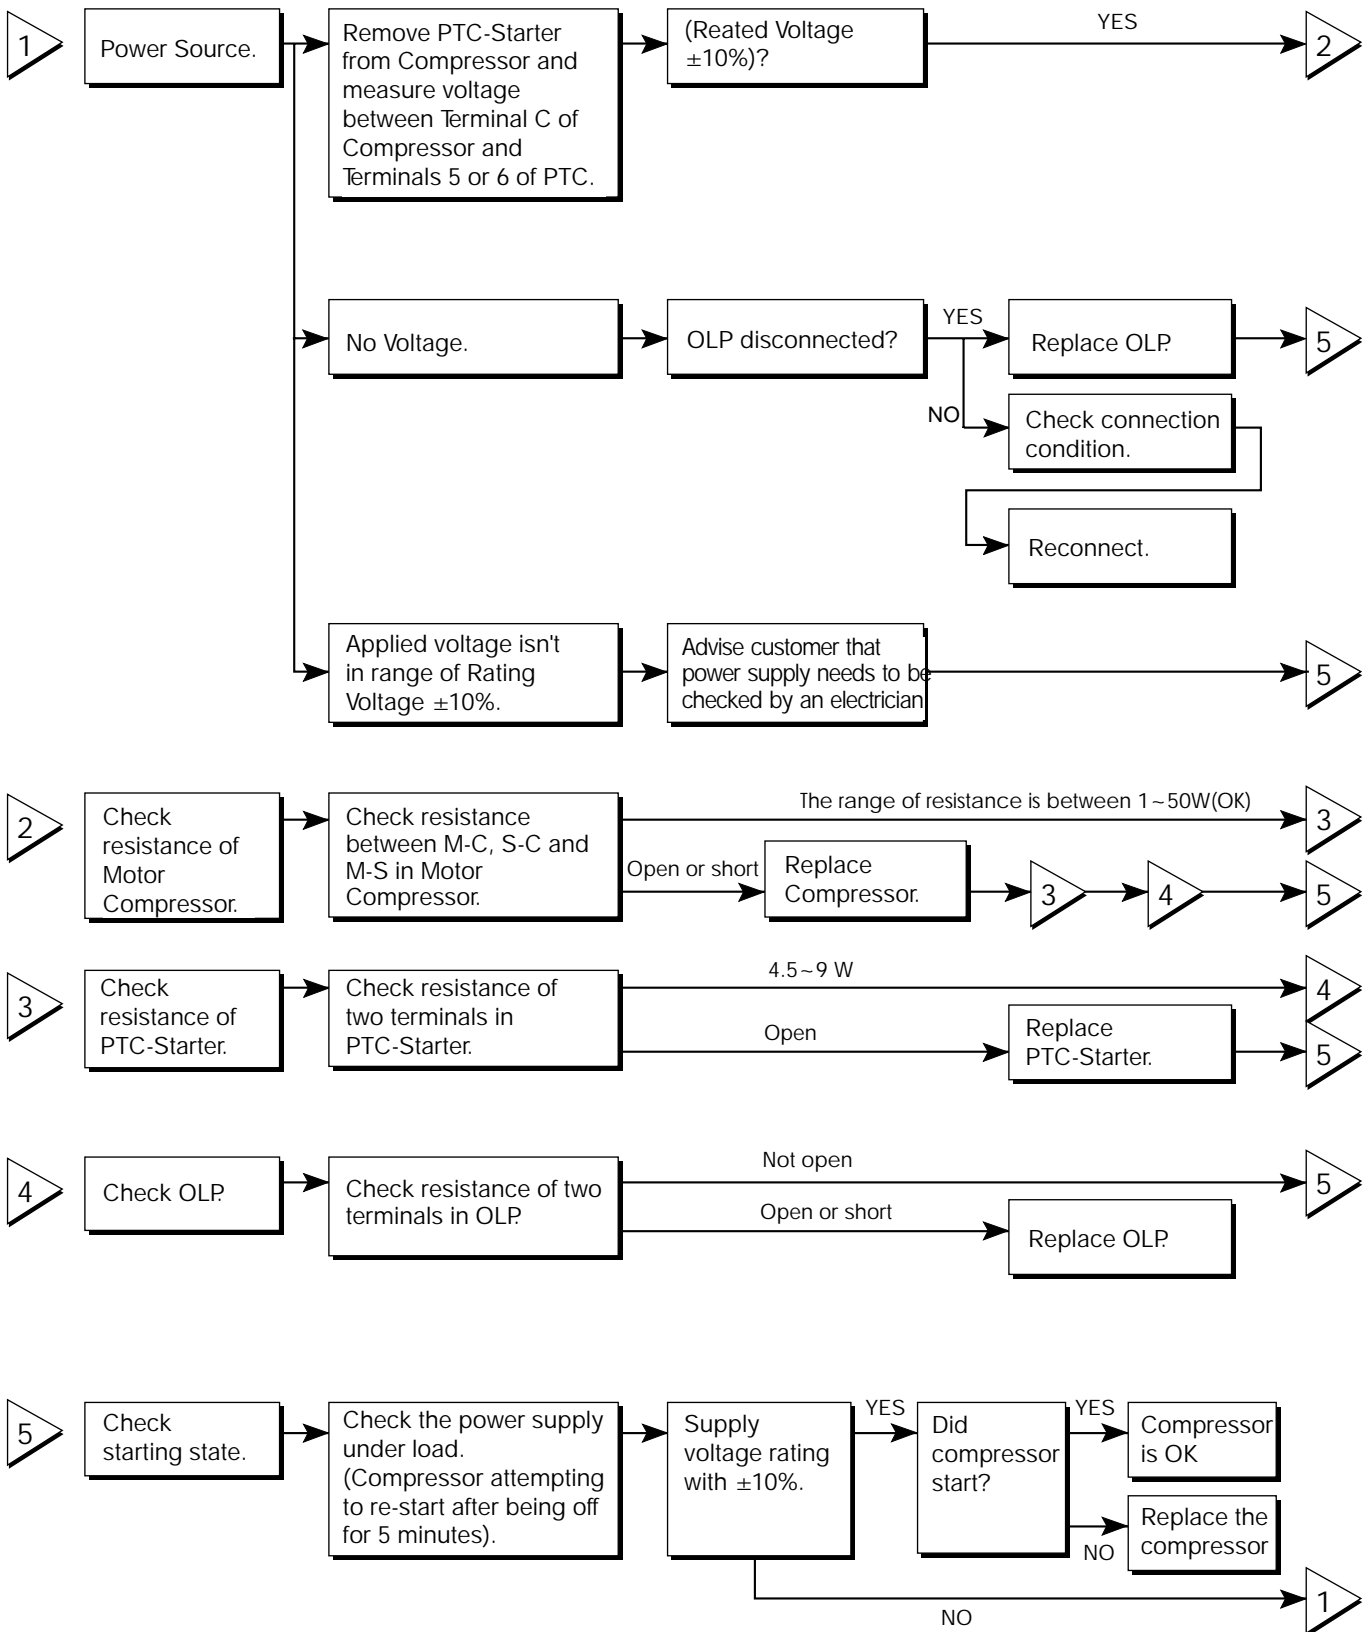 1
Power Source.
Remove PTC-Starter
from Compressor and
measure voltage
between Terminal C of
Compressor and
Terminals 5 or 6 of PTC.
(Reated Voltage
±10%)?
YES
2
No Voltage.
OLP disconnected?
YES
Replace OLP.
5
NO
Check connection
condition.
Reconnect.
Applied voltage isn't
in range of Rating
Voltage ±10%.
Advise customer that
power supply needs to be
checked by an electrician
5
2
Check
resistance of
Motor
Compressor.
Check resistance
between M-C, S-C and
M-S in Motor
Compressor.
The range of resistance is between 1~50W(OK)
3
Open or short
Replace
Compressor.
3
4
5
3
Check
resistance of
PTC-Starter.
Check resistance of
two terminals in
PTC-Starter.
4.5~9 W
4
Open
Replace
PTC-Starter.
5
4
Check OLP.
Check resistance of two
terminals in OLP.
Not open
5
Open or short
Replace OLP.
5
Check
starting state.
Check the power supply
under load.
(Compressor attempting
to re-start after being off
for 5 minutes).
Supply
voltage rating
with ±10%.
YES
Did
compressor
start?
YES
Compressor
is OK
NO
Replace the
compressor
NO
1